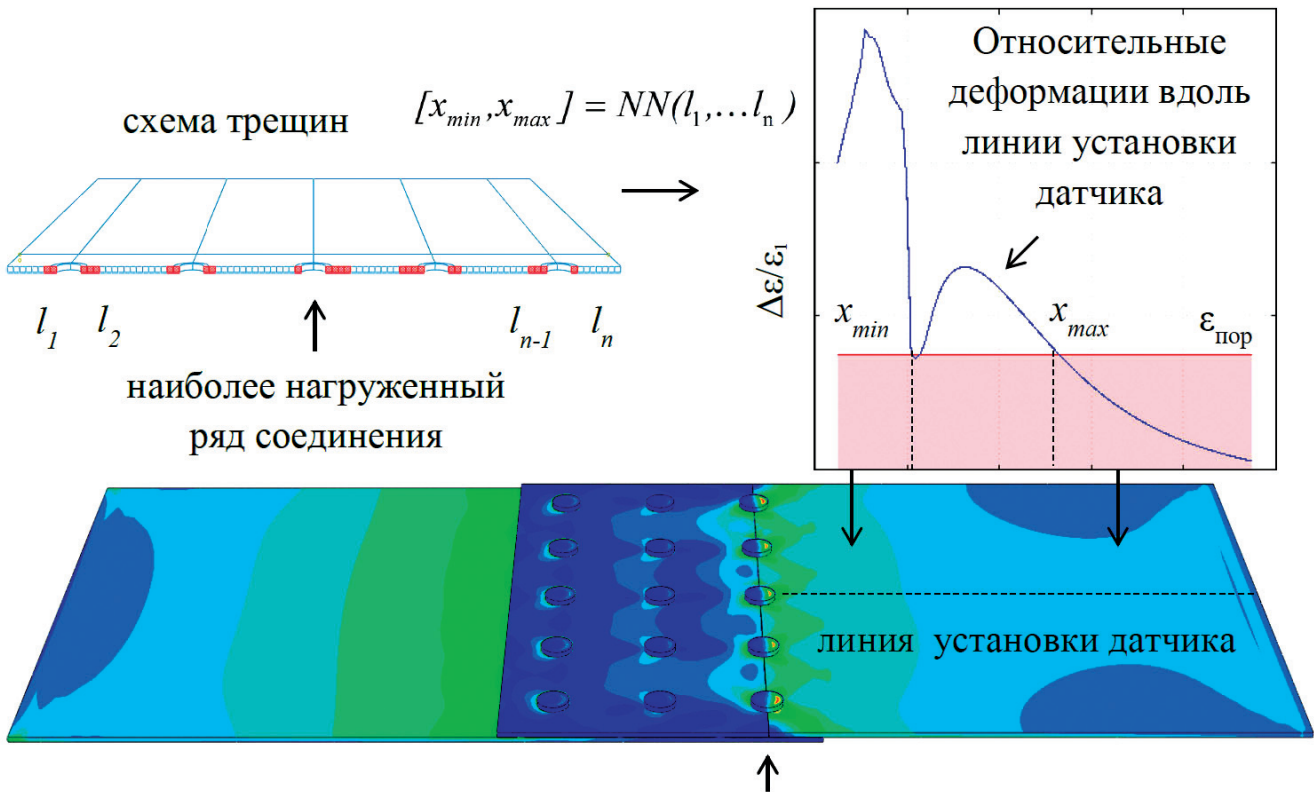 схема трещин
[x_min, x_max] = NN(l_1,…l_n)
l_1 l_2 l_n-1 l_n
наиболее нагруженный
ряд соединения
Относительные
деформации вдоль
линии установки
датчика
Δε/ε_1
x_min x_max ε_пор
линия установки датчика